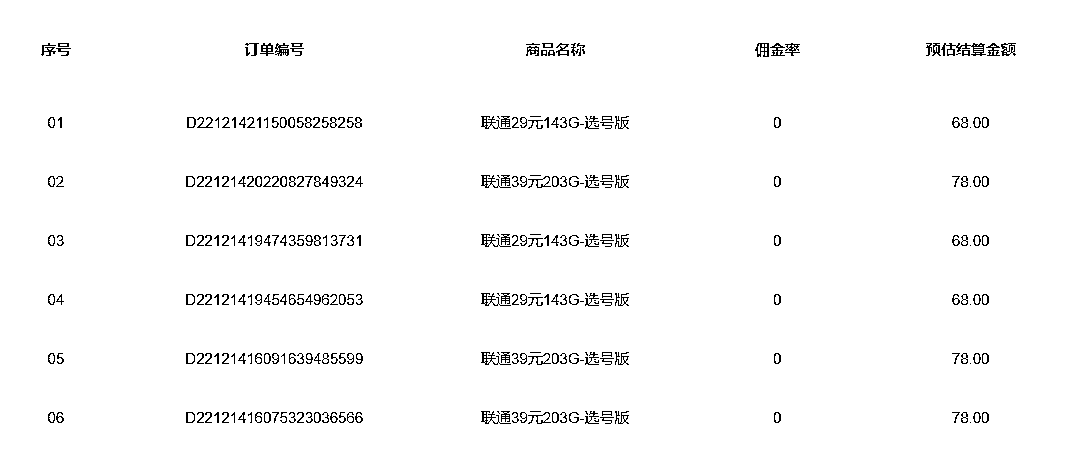 序号 订单编号 商品名称 佣金率 预估结算金额
01 D22121421150058258258 联通29元143G-选号版 0 68.00
02 D22121420220827849324 联通39元203G-选号版 0 78.00
03 D22121419474359813731 联通29元143G-选号版 0 68.00
04 D22121419454654962053 联通29元143G-选号版 0 68.00
05 D22121416091639485599 联通39元203G-选号版 0 78.00
06 D22121416075323036566 联通39元203G-选号版 0 78.00